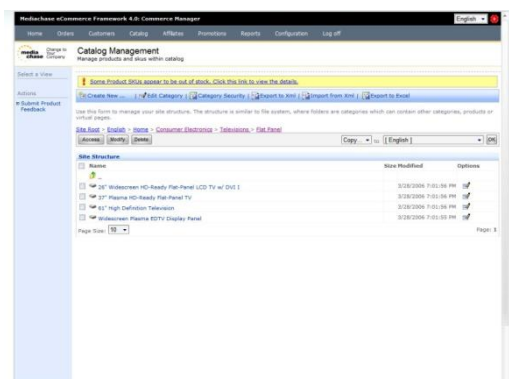 Mediachase eCommerce Framework 4.0: Commerce Manager
English
Home Orders Customers Catalog Affiliates Promotions Reports Configuration Log off
media chase
Change to Your Company
Catalog Management
Manage products and skus within catalog
Select a View
Actions
Submit Product Feedback
Some Product SKUs appear to be out of stock. Click this link to view the details.
Create New ... | Edit Category | Category Security | Export to Xml | Import from Xml | Export to Excel
Use this form to manage your site structure. The structure is similar to file system, where folders are categories which can contain other categories, products or virtual pages.
Site Root > English > Home > Consumer Electronics > Televisions > Flat Panel
Access Modify Delete Copy... to [ English ] OK
Site Structure
Name Size Modified Options
..
26" Widescreen HD-Ready Flat-Panel LCD TV w/ DVI I 3/28/2006 7:01:56 PM
37" Plasma HD-Ready Flat-Panel TV 3/28/2006 7:01:56 PM
61" High Definition Television 3/28/2006 7:01:56 PM
Widescreen Plasma EDTV Display Panel 3/28/2006 7:01:53 PM
Page Size: 10 Page: 1